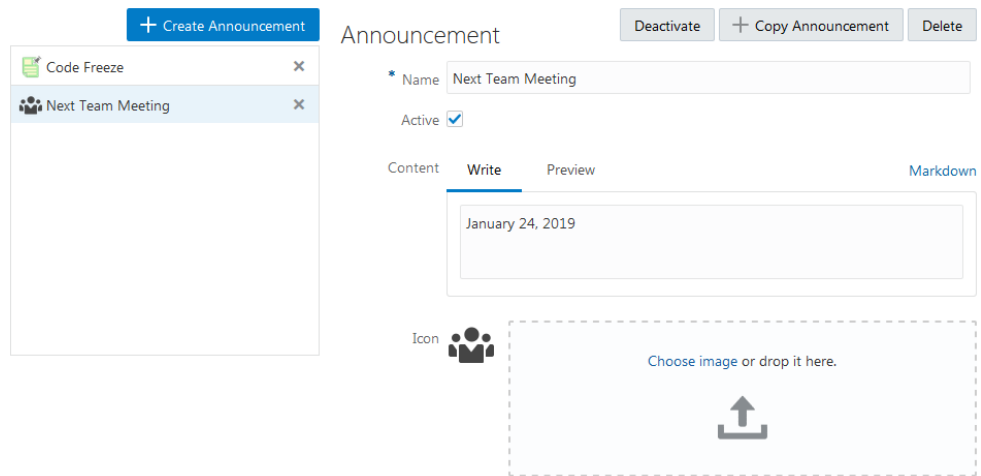 Create Announcement
Code Freeze
Next Team Meeting
Announcement
Deactivate
Copy Announcement
Delete
* Name
Next Team Meeting
Active
Content
Write
Preview
Markdown
January 24, 2019
Icon
Choose image or drop it here.